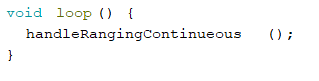 void loop () {
handleRangingContinueous ();
}